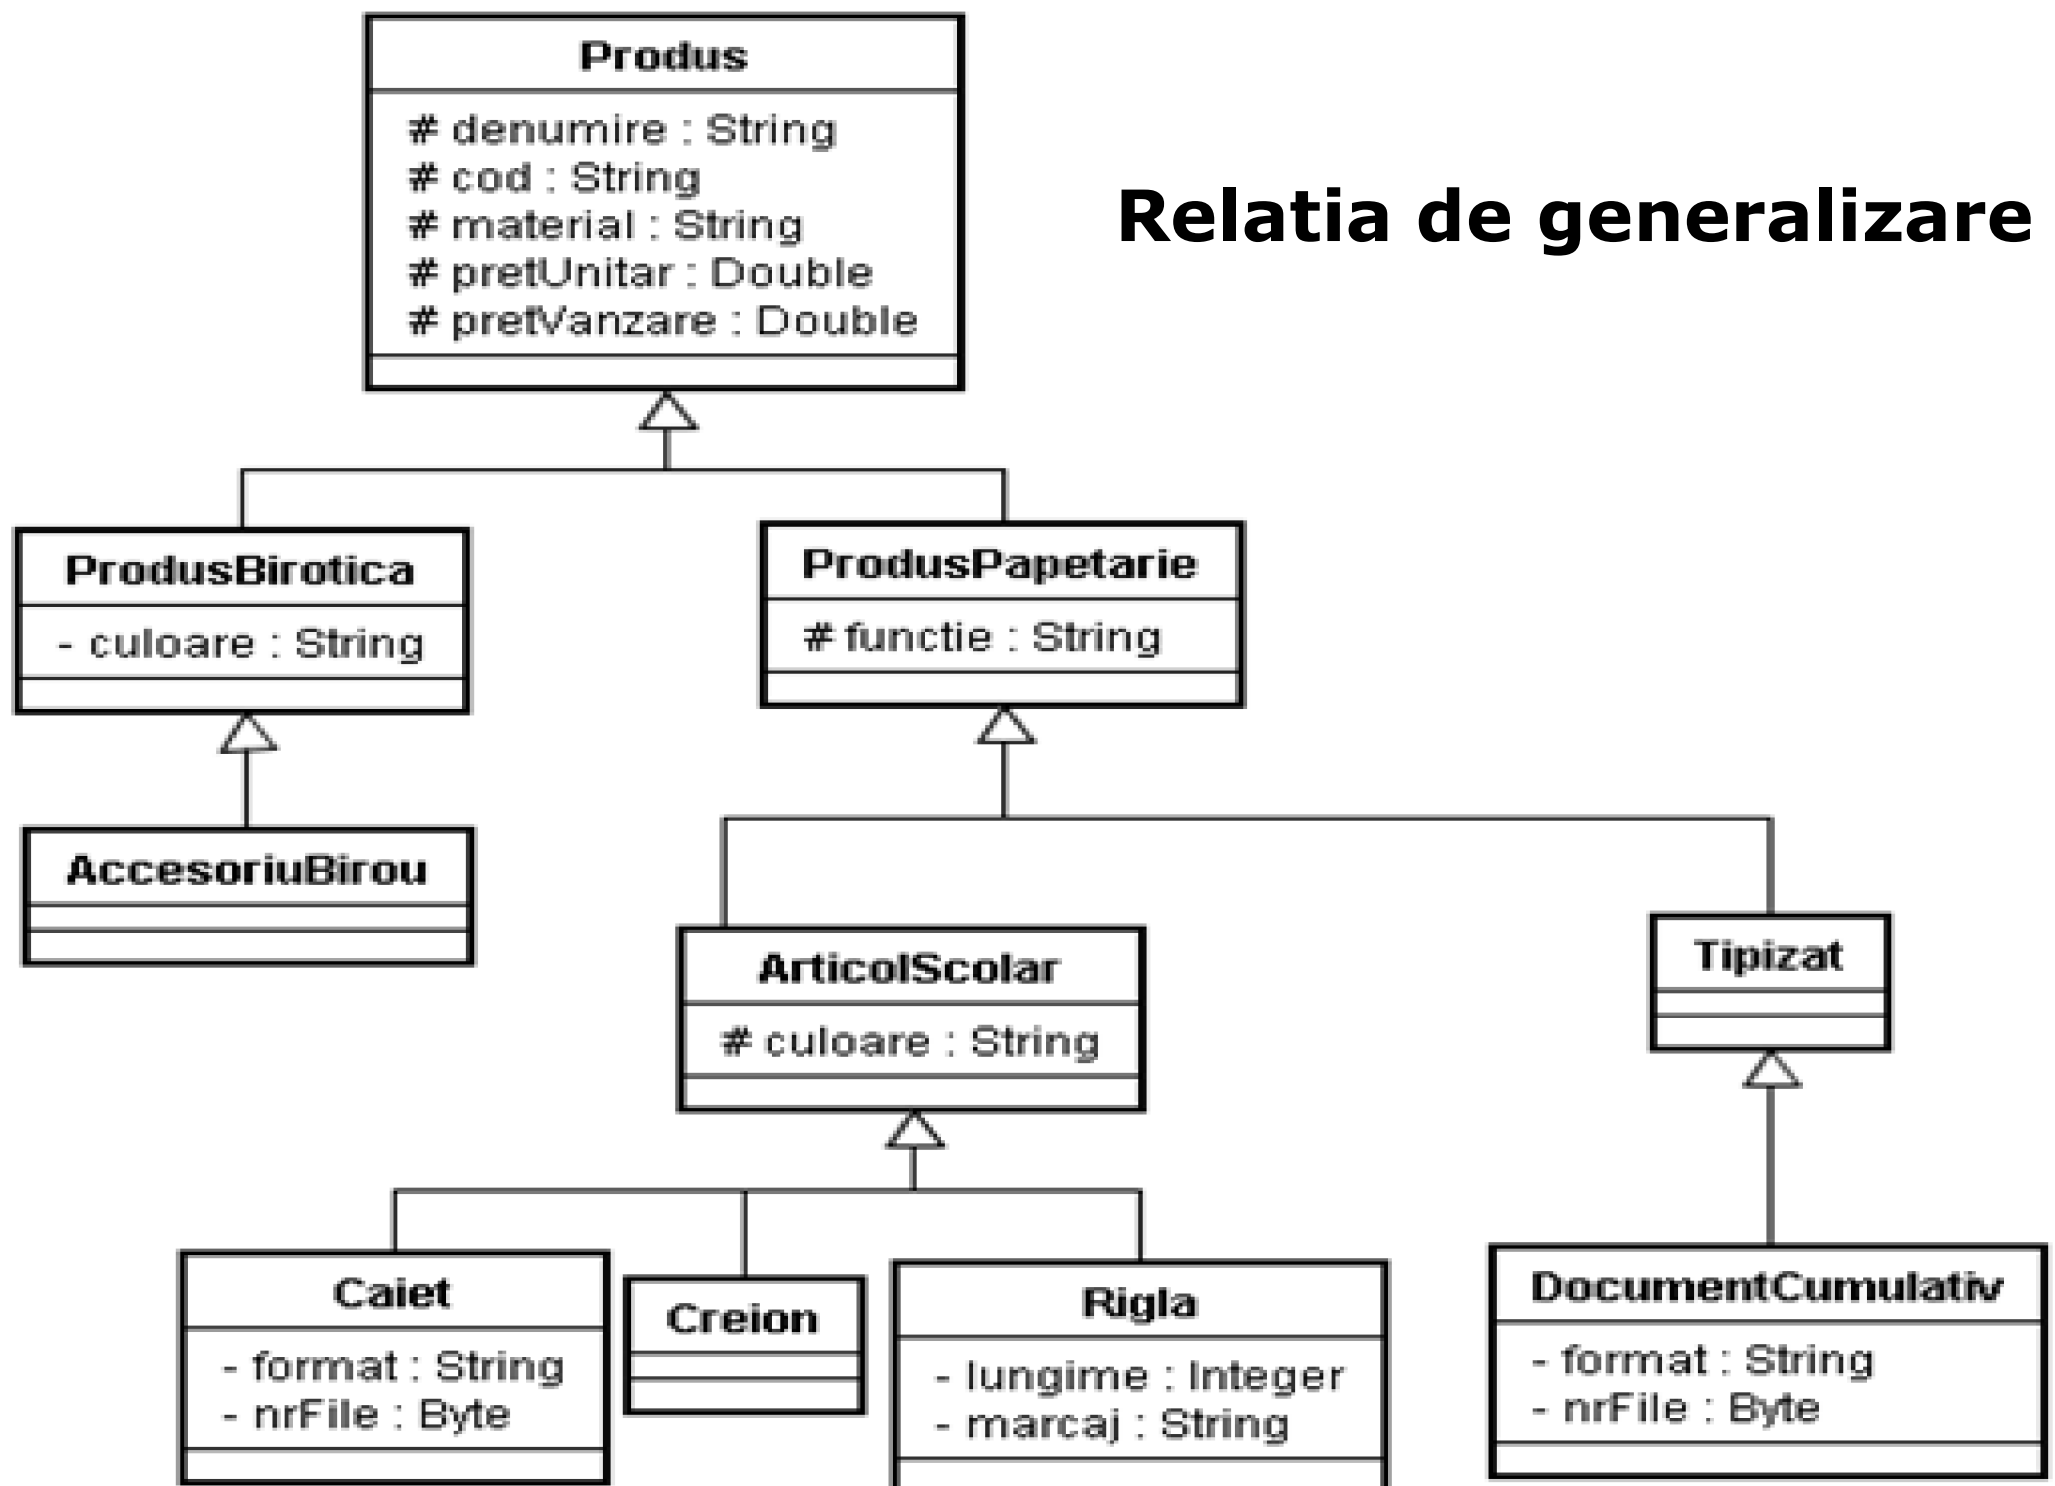 Produs
# denumire : String
# cod : String
# material : String
# pretUnitar : Double
# pretVanzare : Double
Relatia de generalizare
ProdusBirotica
- culoare : String
ProdusPapetarie
# functie : String
AccesoriuBirou
ArticolScolar
# culoare : String
Tipizat
Caiet
- format : String
- nrFile : Byte
Creion
Rigla
- lungime : Integer
- marcaj : String
DocumentCumulativ
- format : String
- nrFile : Byte